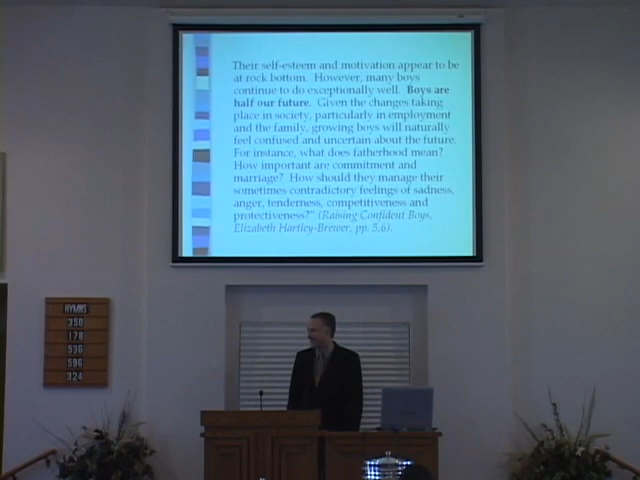 Their self-esteem and motivation appear to be
at rock bottom. However, many boys
continue to do exceptionally well. Boys are
half our future. Given the changes taking
place in society, particularly in employment
and the family, growing boys will naturally
feel confused and uncertain about the future.
For instance, what does fatherhood mean?
How important are commitment and
marriage? How should they manage their
sometimes contradictory feelings of sadness,
anger, tenderness, competitiveness and
protectiveness?" (Raising Confident Boys,
Elizabeth Hartley-Brewer, pp. 5,6).
HYMNS
350
178
536
596
324